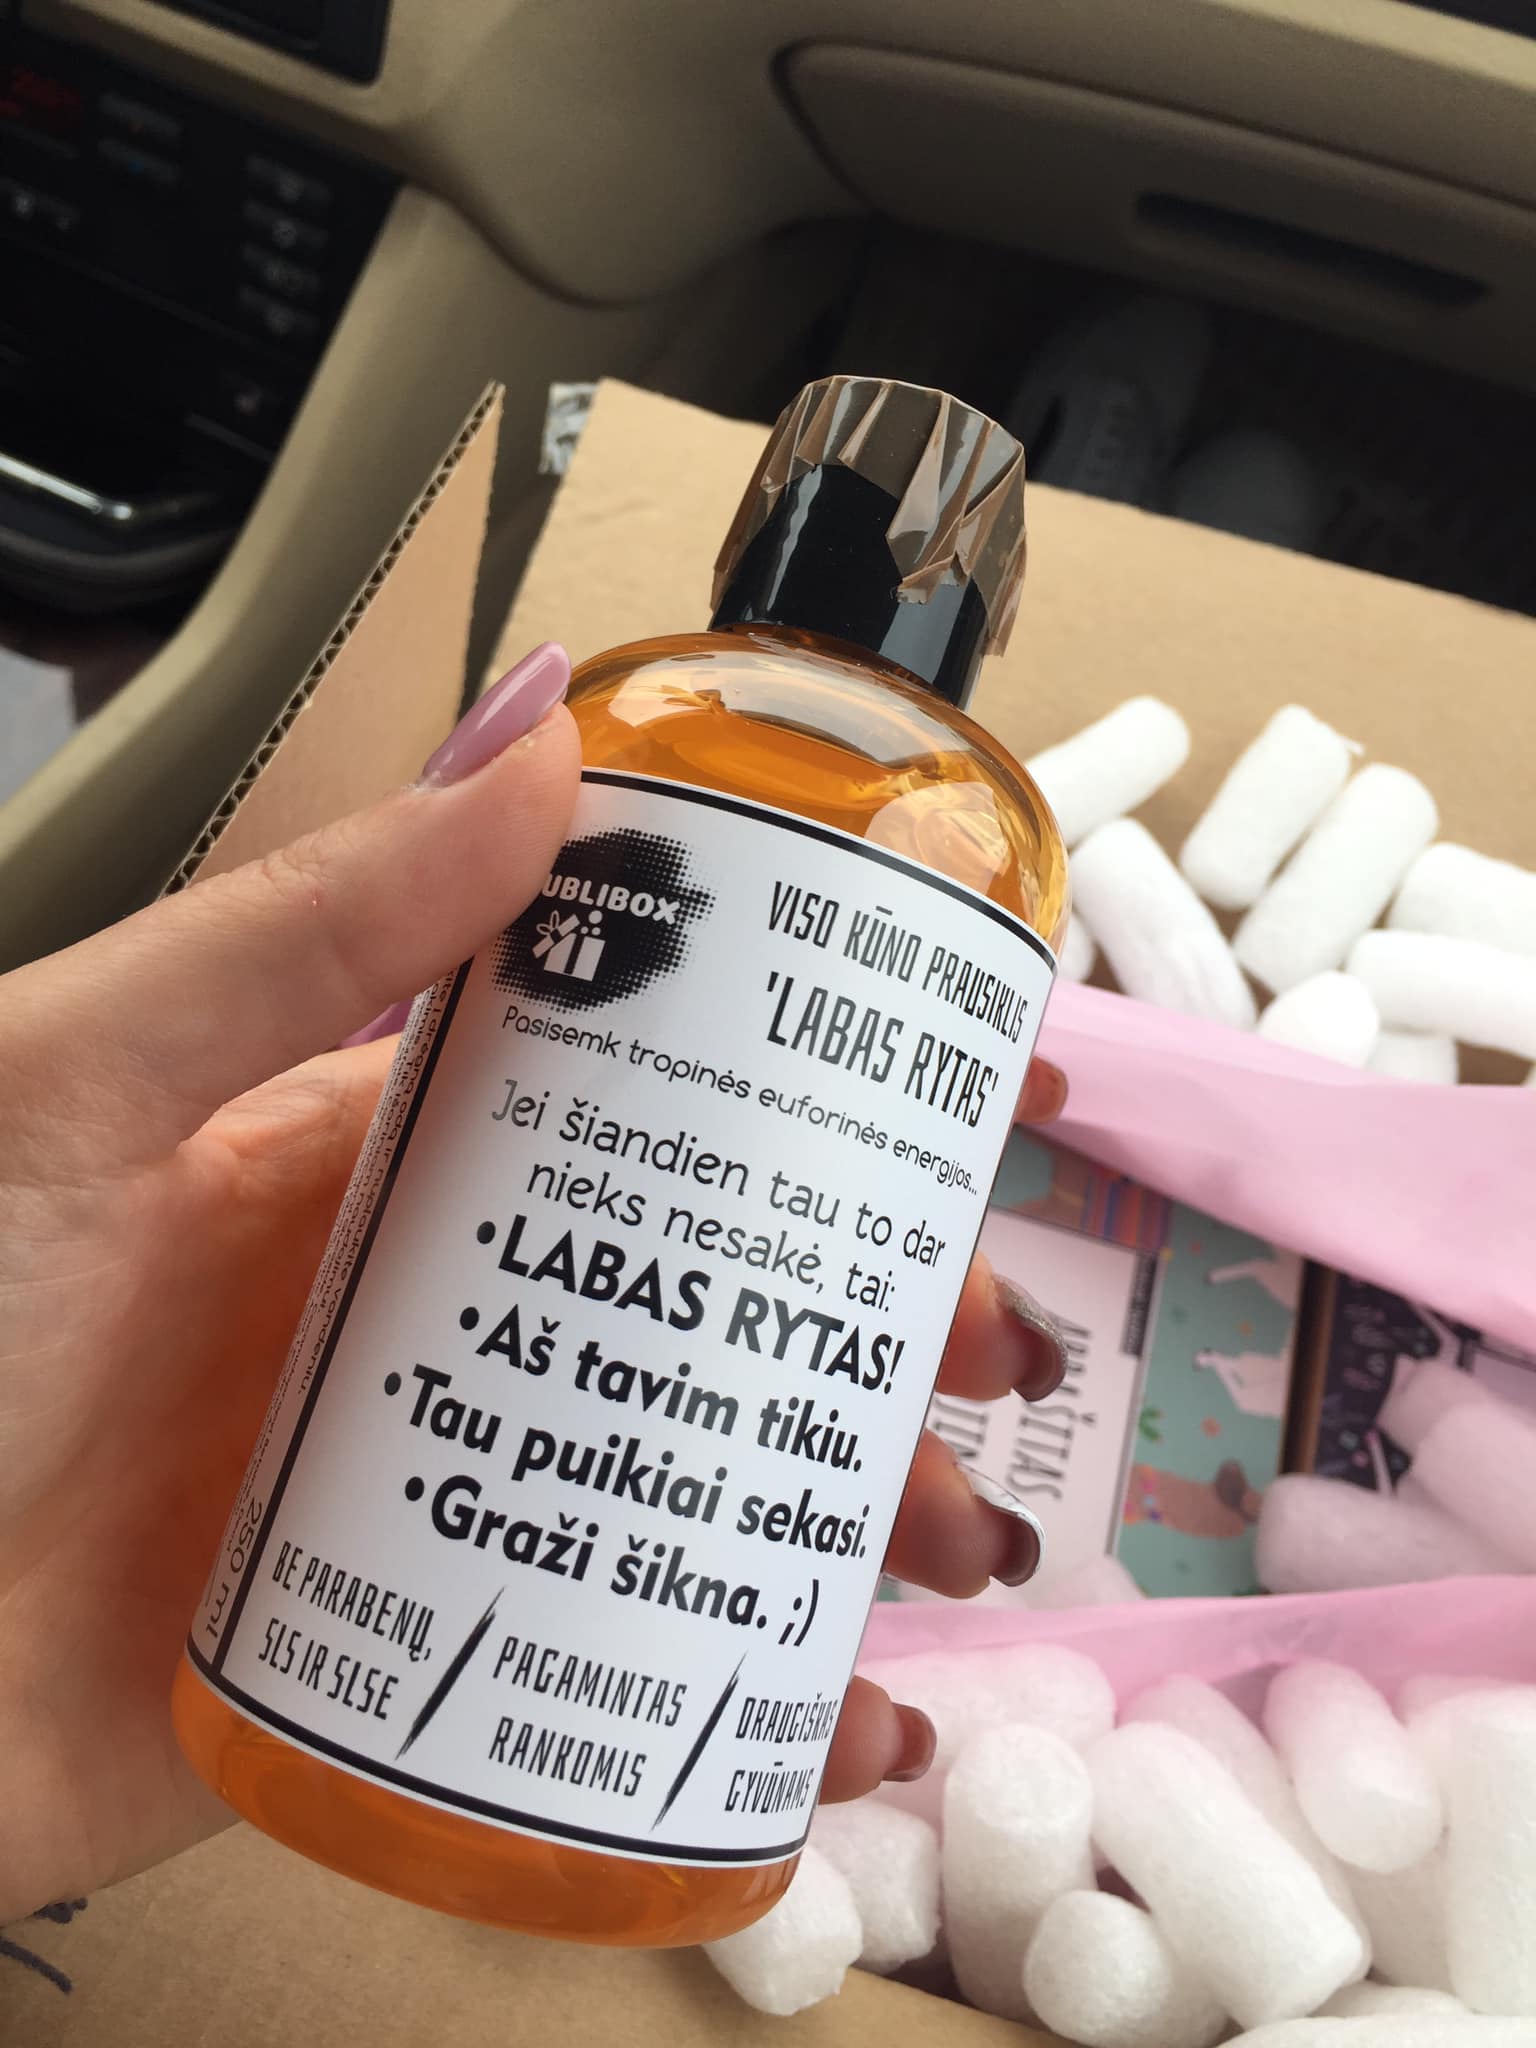 UBLIBOX
VISO KŪNO PRAUSIKLIS
'LABAS RYTAS'
Pasisemk tropinės euforinės energijos...
Jei šiandien tau to dar
nieks nesakė, tai:
•LABAS RYTAS!
•Aš tavim tikiu.
•Tau puikiai sekasi.
•Graži šikna. ;)
BE PARABENŲ,
SLS IR SLSE
PAGAMINTAS
RANKOMIS
DRAUGIŠKAS
GYVŪNAMS
250 ml